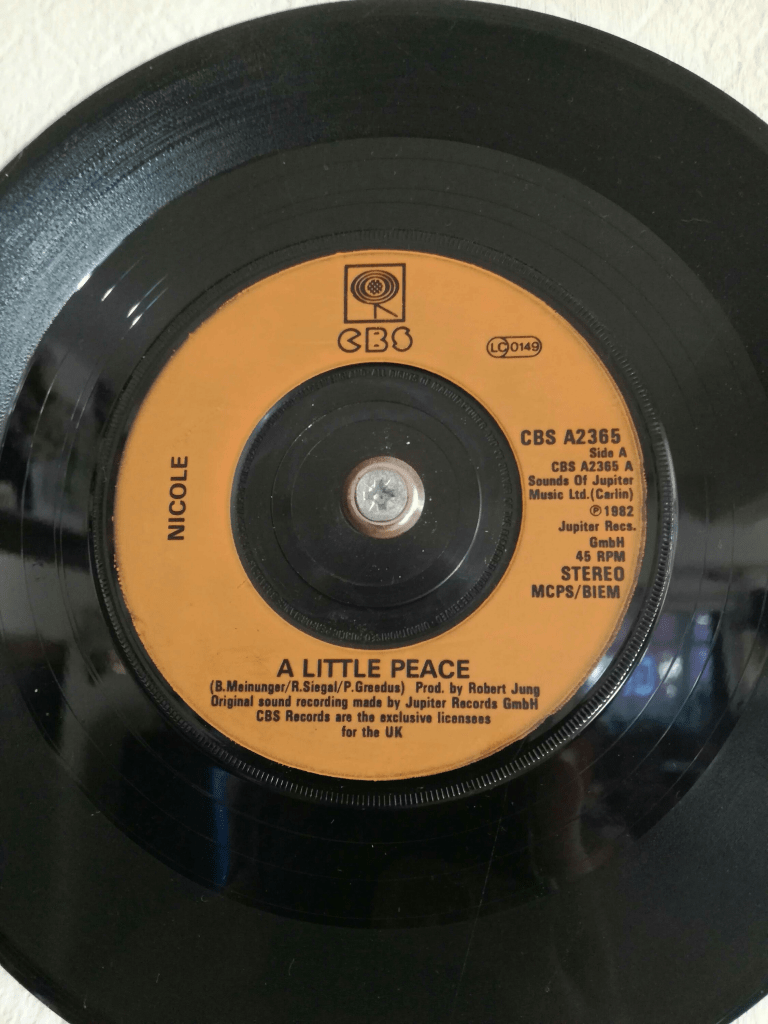 CBS
LC 0149
CBS A2365
Side A
CBS A2365 A
Sounds Of Jupiter
Music Ltd.(Carlin)
℗1982
Jupiter Recs.
GmbH
45 RPM
STEREO
MCPS/BIEM
NICOLE
A LITTLE PEACE
(B.Meinunger/R.Siegal/P.Greedus) Prod. by Robert Jung
Original sound recording made by Jupiter Records GmbH
CBS Records are the exclusive licensees
for the UK